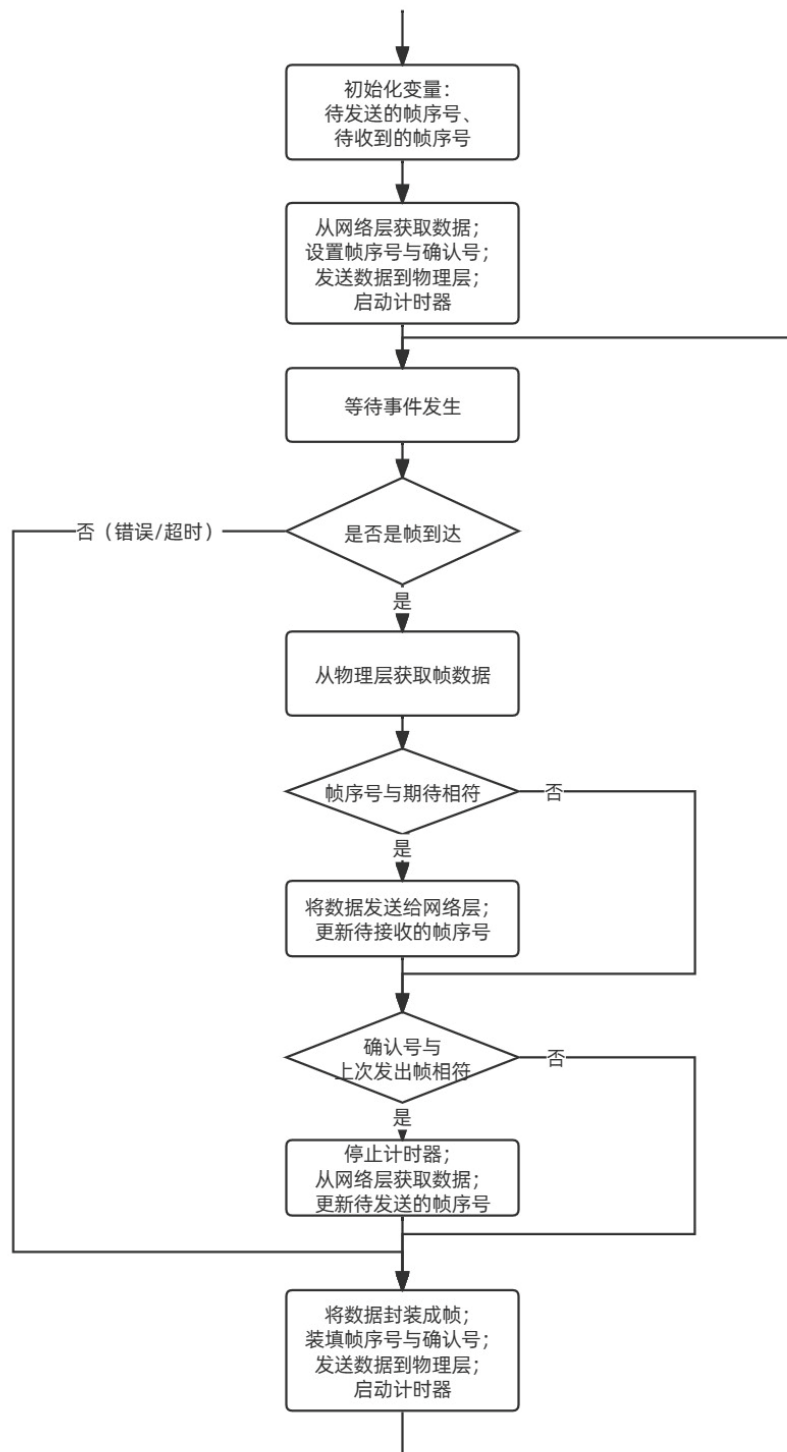 初始化变量：
待发送的帧序号、
待收到的帧序号
从网络层获取数据；
设置帧序号与确认号；
发送数据到物理层；
启动计时器
等待事件发生
否（错误/超时）
是否是帧到达
是
从物理层获取帧数据
帧序号与期待相符
否
是
将数据发送给网络层；
更新待接收的帧序号
确认号与
上次发出帧相符
否
是
停止计时器；
从网络层获取数据；
更新待发送的帧序号
将数据封装成帧；
装填帧序号与确认号；
发送数据到物理层；
启动计时器